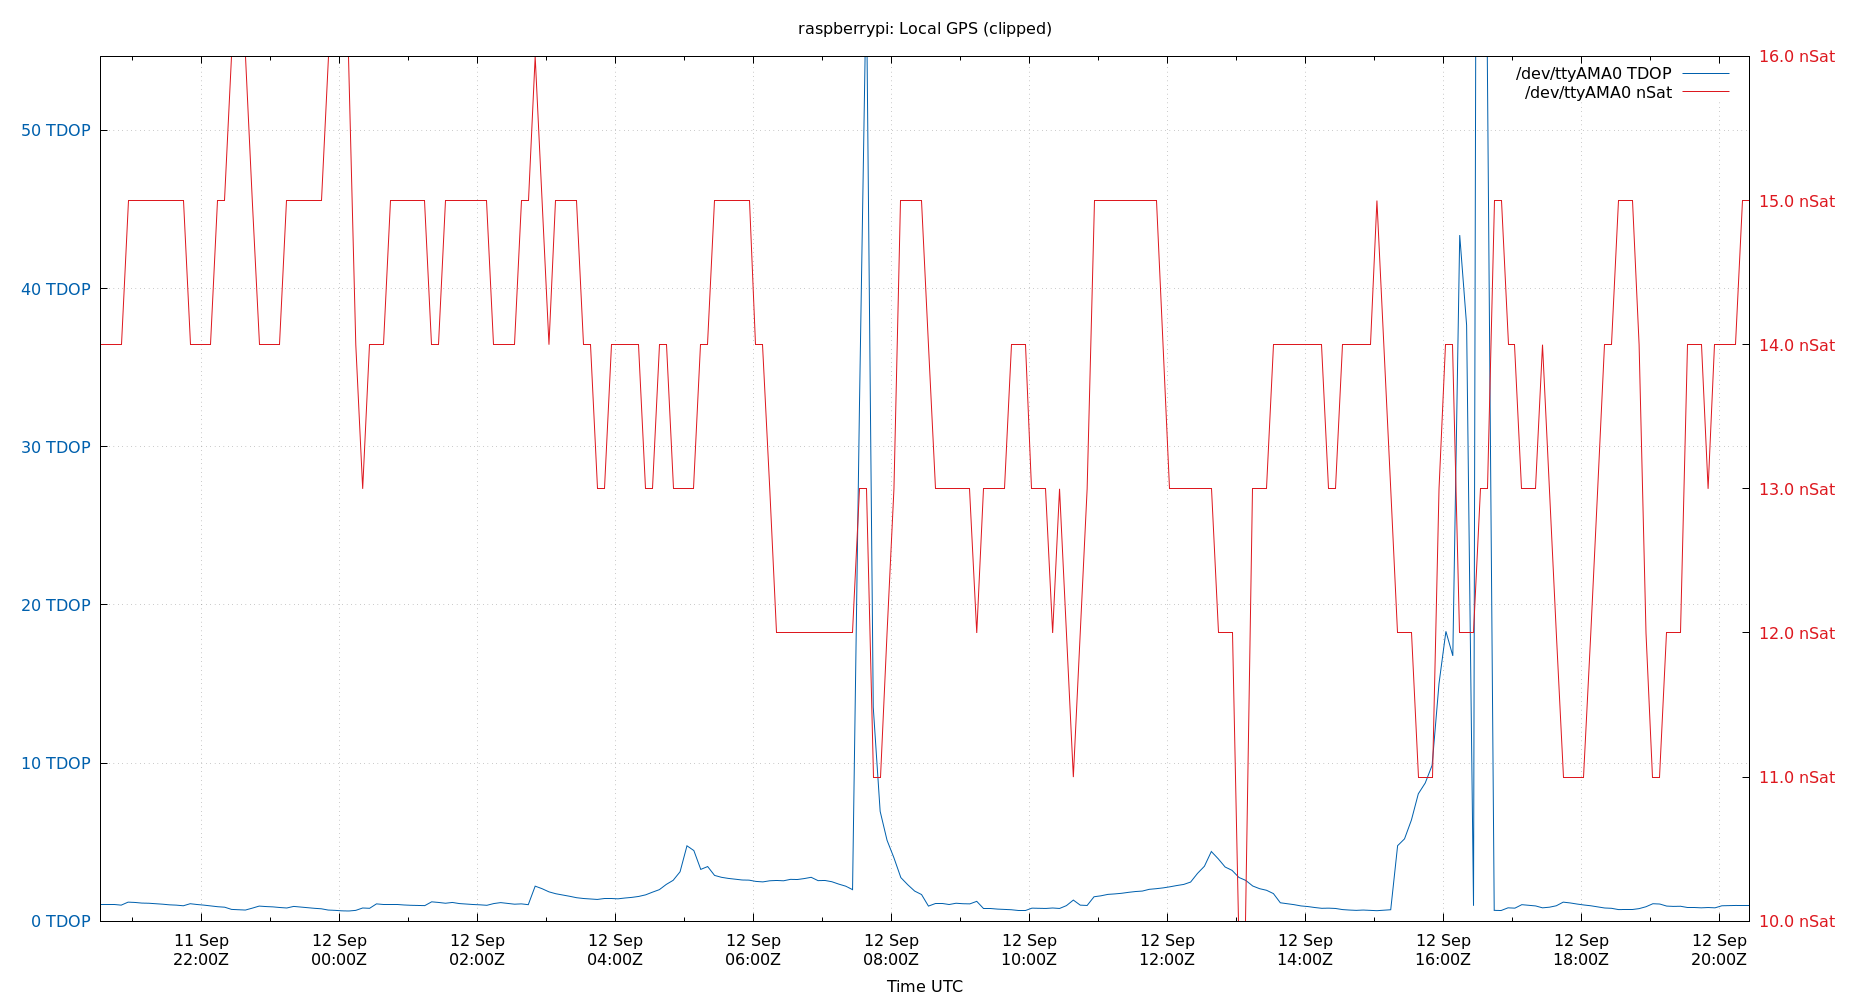 raspberrypi: Local GPS (clipped)
/dev/ttyAMA0 TDOP
/dev/ttyAMA0 nSat
50 TDOP
40 TDOP
30 TDOP
20 TDOP
10 TDOP
0 TDOP
16.0 nSat
15.0 nSat
14.0 nSat
13.0 nSat
12.0 nSat
11.0 nSat
10.0 nSat
11 Sep 12 Sep 12 Sep 12 Sep 12 Sep 12 Sep 12 Sep 12 Sep 12 Sep 12 Sep 12 Sep 12 Sep
22:00Z 00:00Z 02:00Z 04:00Z 06:00Z 08:00Z 10:00Z 12:00Z 14:00Z 16:00Z 18:00Z 20:00Z
Time UTC